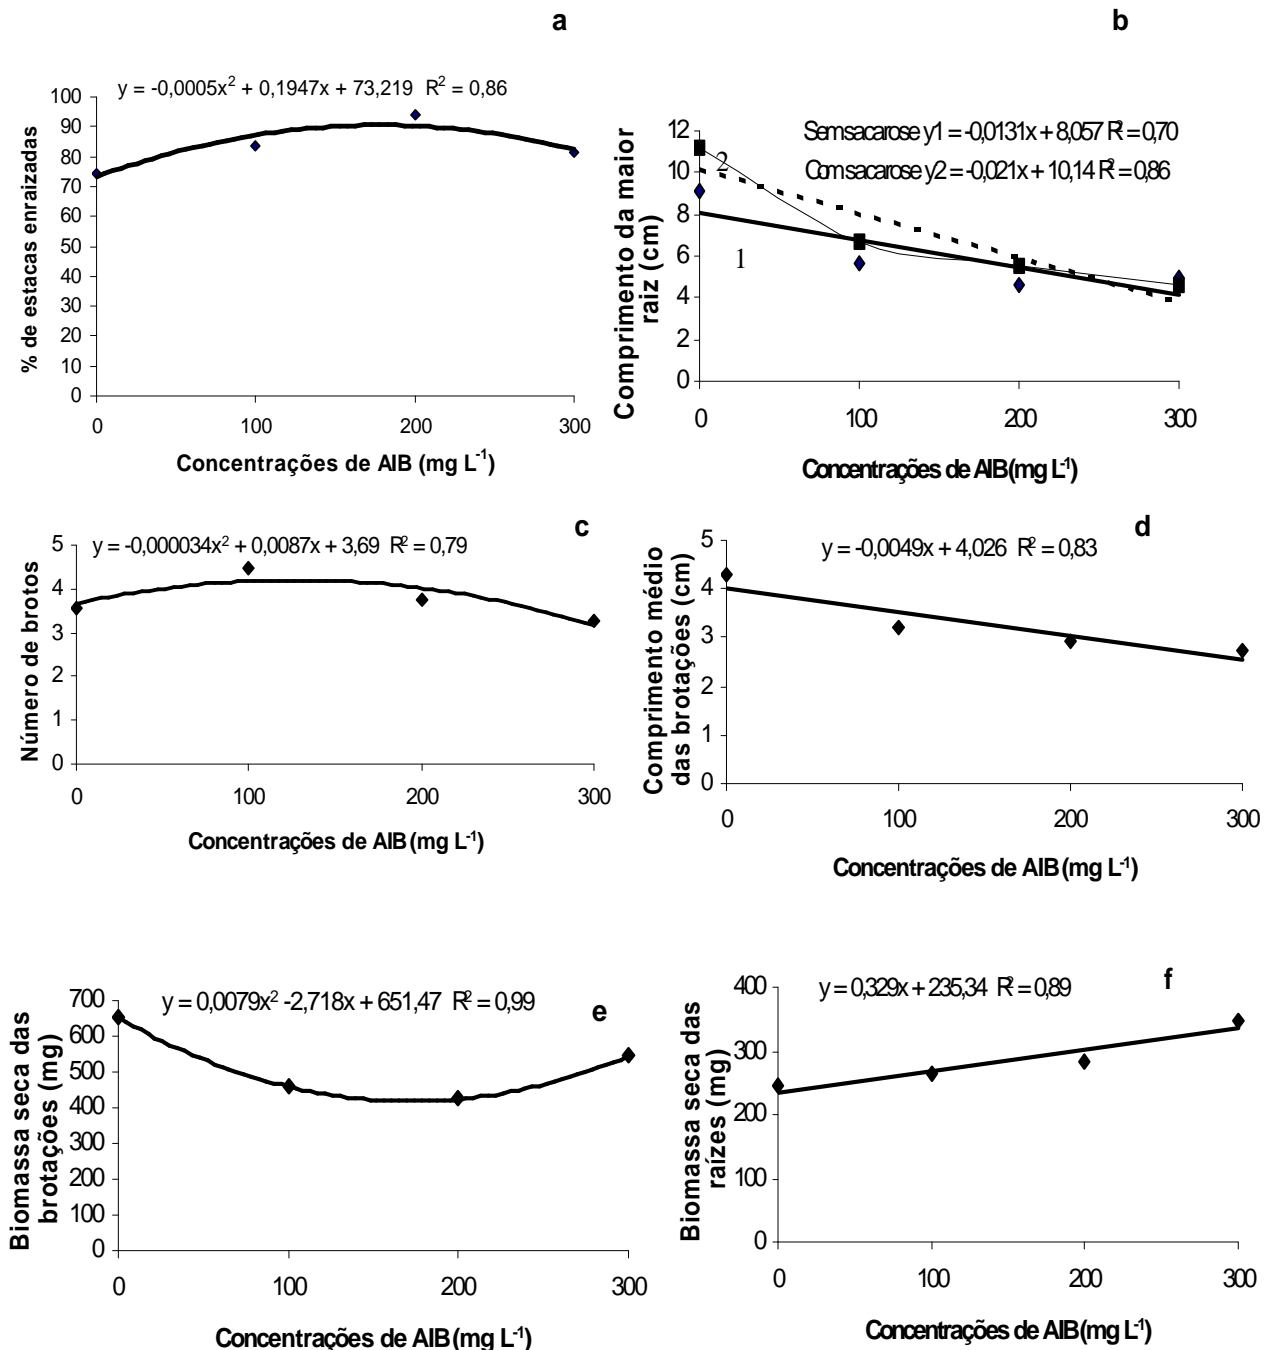 a
y = -0,0005x² + 0,1947x + 73,219 R² = 0,86
100
90
80
70
60
50
40
30
20
10
0
% de estacas enraizadas
0 100 200 300
Concentrações de AIB (mg L⁻¹)
b
Sem sacarose y1 = -0,0131x + 8,057 R² = 0,70
Com sacarose y2 = -0,021x + 10,14 R² = 0,86
12
10
8
6
4
2
0
2
1
Comprimento da maior
raiz (cm)
0 100 200 300
Concentrações de AIB (mg L⁻¹)
c
y = -0,000034x² + 0,0087x + 3,69 R² = 0,79
5
4
3
2
1
0
Número de brotos
0 100 200 300
Concentrações de AIB (mg L⁻¹)
d
y = -0,0049x + 4,026 R² = 0,83
5
4
3
2
1
0
Comprimento médio
das brotações (cm)
0 100 200 300
Concentrações de AIB (mg L⁻¹)
e
y = 0,0079x² -2,718x + 651,47 R² = 0,99
700
600
500
400
300
200
100
0
Biomassa seca das
brotações (mg)
0 100 200 300
Concentrações de AIB (mg L⁻¹)
f
y = 0,329x + 235,34 R² = 0,89
400
300
200
100
0
Biomassa seca das
raízes (mg)
0 100 200 300
Concentrações de AIB (mg L⁻¹)